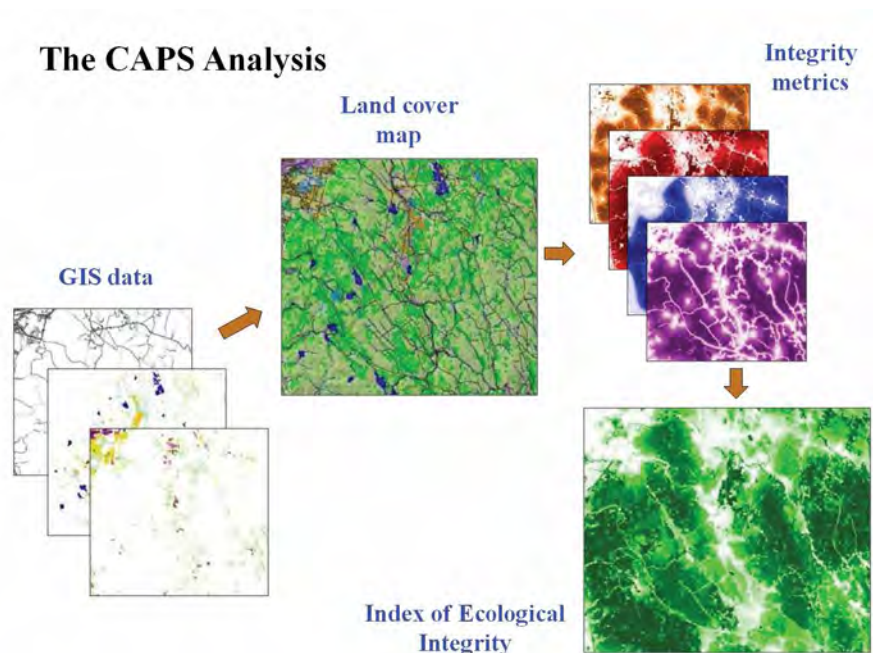 The CAPS Analysis
Integrity
metrics
Land cover
map
GIS data
Index of Ecological
Integrity